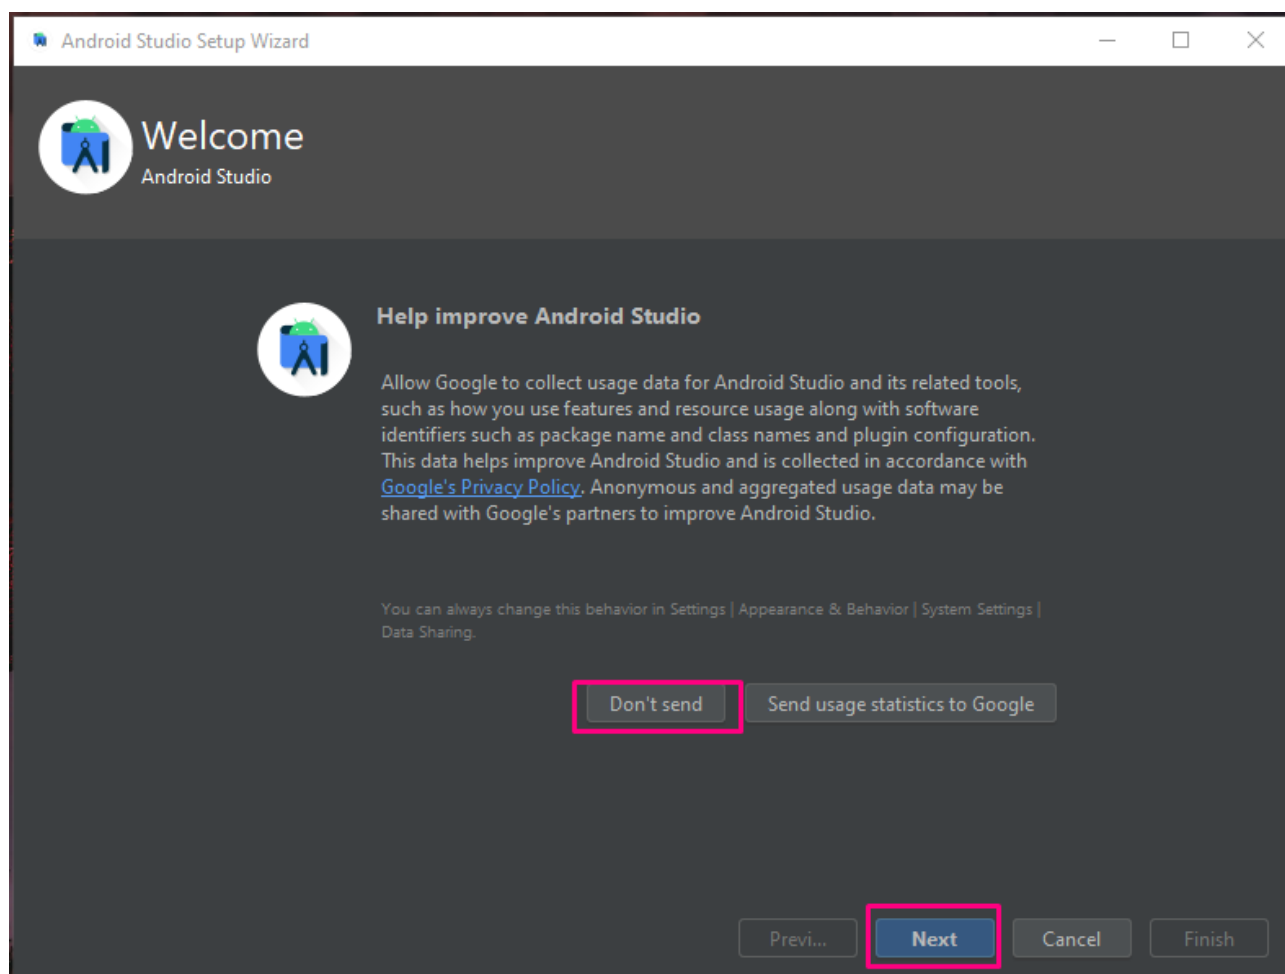 Android Studio Setup Wizard
Welcome
Android Studio
Help improve Android Studio
Allow Google to collect usage data for Android Studio and its related tools,
such as how you use features and resource usage along with software
identifiers such as package name and class names and plugin configuration.
This data helps improve Android Studio and is collected in accordance with
Google's Privacy Policy. Anonymous and aggregated usage data may be
shared with Google's partners to improve Android Studio.
You can always change this behavior in Settings | Appearance & Behavior | System Settings |
Data Sharing.
Don't send Send usage statistics to Google
Previ... Next Cancel Finish